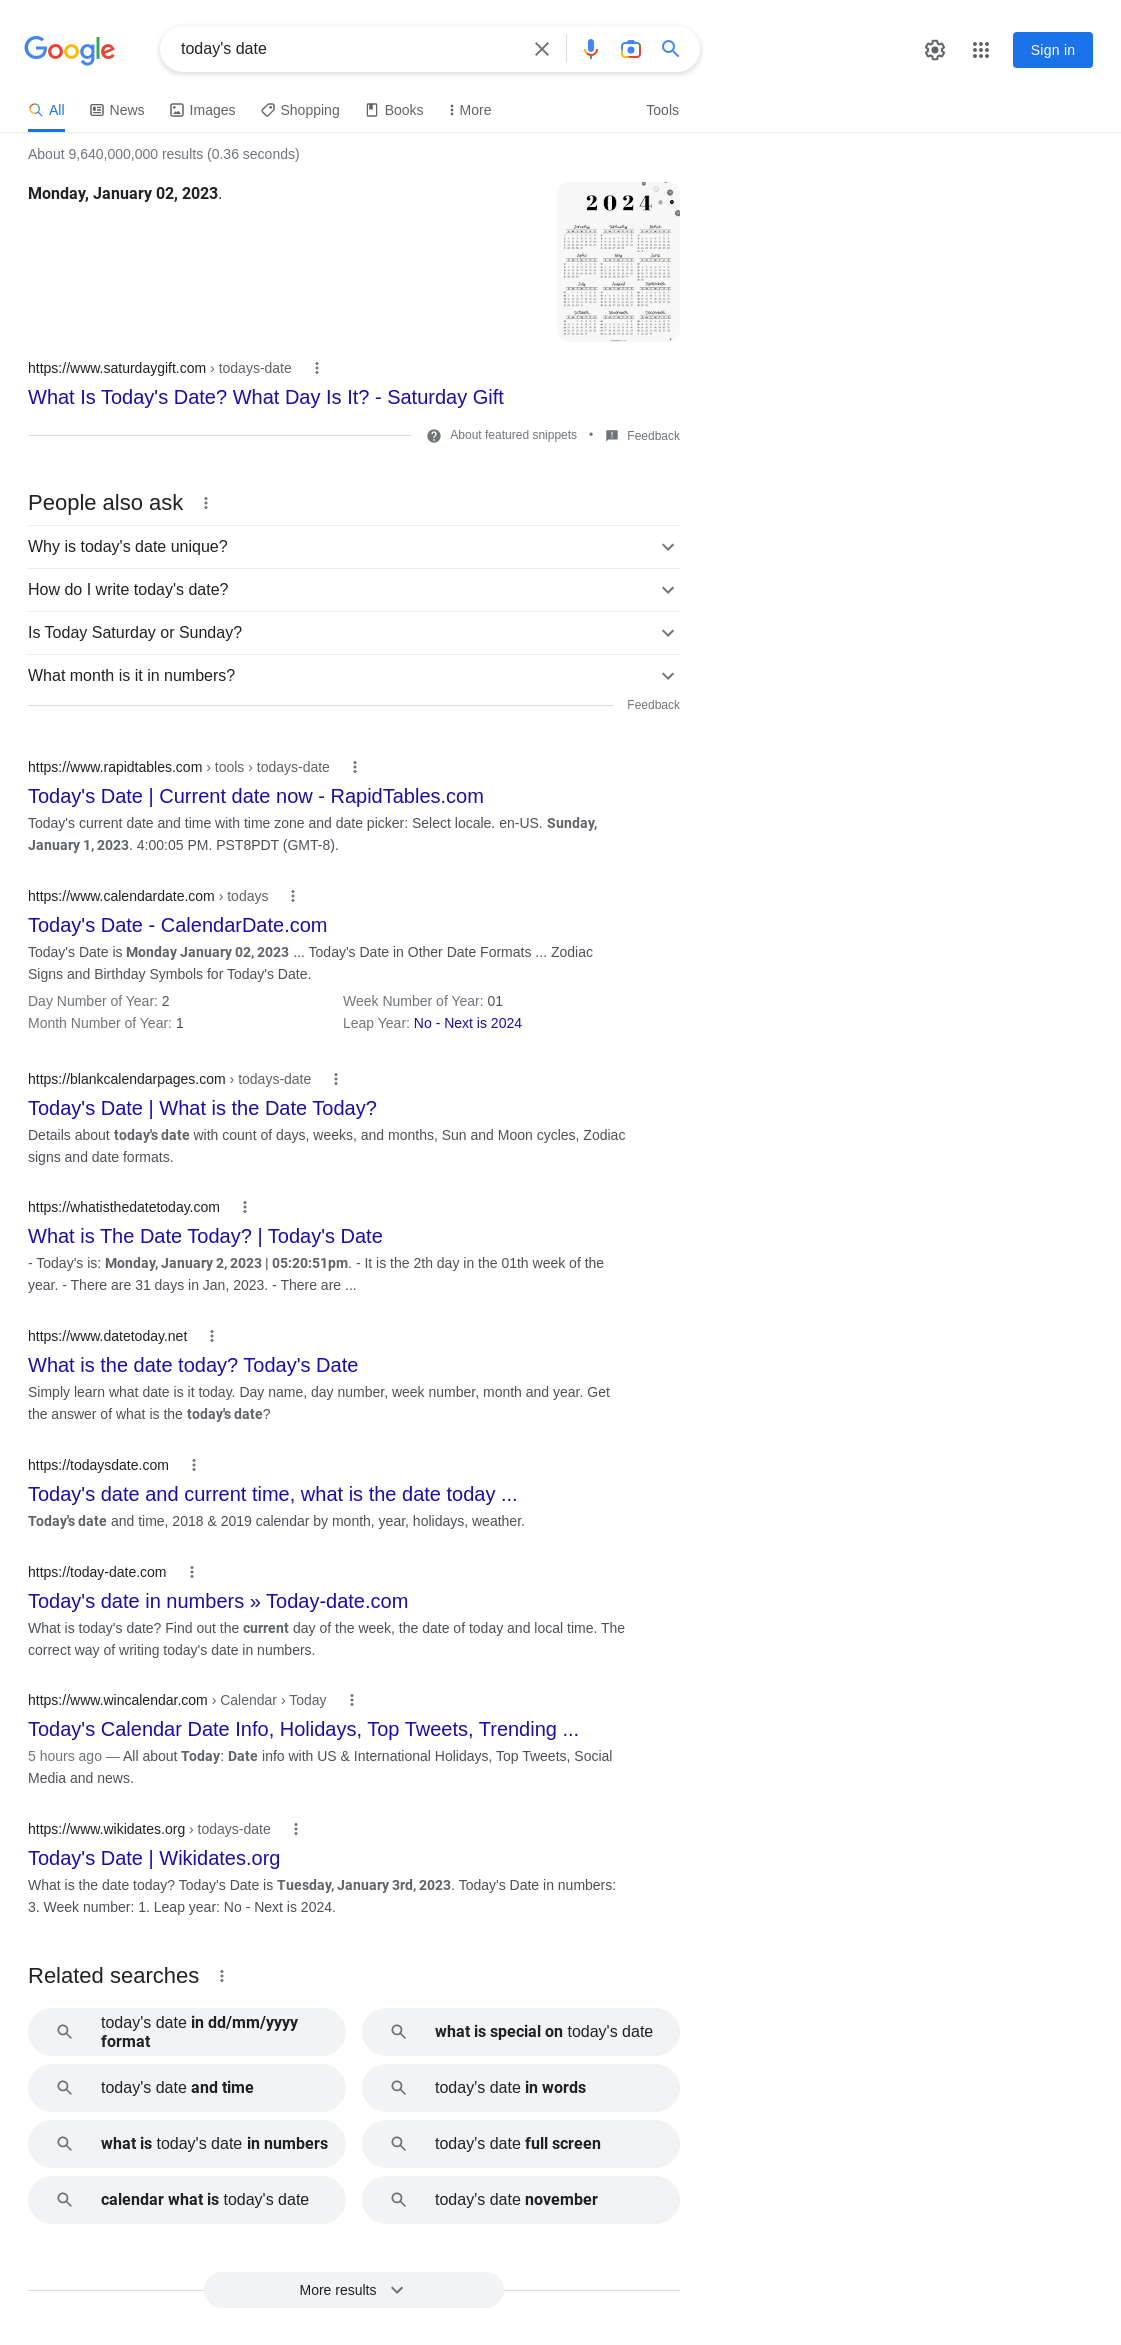 Google
today's date
Sign in
All
News
Images
Shopping
Books
More
Tools
About 9,640,000,000 results (0.36 seconds)
Monday, January 02, 2023.
2024
https://www.saturdaygift.com › todays-date
What Is Today's Date? What Day Is It? - Saturday Gift
About featured snippets • Feedback
People also ask
Why is today's date unique?
How do I write today's date?
Is Today Saturday or Sunday?
What month is it in numbers?
Feedback
https://www.rapidtables.com › tools › todays-date
Today's Date | Current date now - RapidTables.com
Today's current date and time with time zone and date picker: Select locale. en-US. Sunday,
January 1, 2023. 4:00:05 PM. PST8PDT (GMT-8).
https://www.calendardate.com › todays
Today's Date - CalendarDate.com
Today's Date is Monday January 02, 2023 ... Today's Date in Other Date Formats ... Zodiac
Signs and Birthday Symbols for Today's Date.
Day Number of Year: 2
Week Number of Year: 01
Month Number of Year: 1
Leap Year: No - Next is 2024
https://blankcalendarpages.com › todays-date
Today's Date | What is the Date Today?
Details about today's date with count of days, weeks, and months, Sun and Moon cycles, Zodiac
signs and date formats.
https://whatisthedatetoday.com
What is The Date Today? | Today's Date
- Today's is: Monday, January 2, 2023 | 05:20:51pm. - It is the 2th day in the 01th week of the
year. - There are 31 days in Jan, 2023. - There are ...
https://www.datetoday.net
What is the date today? Today's Date
Simply learn what date is it today. Day name, day number, week number, month and year. Get
the answer of what is the today's date?
https://todaysdate.com
Today's date and current time, what is the date today ...
Today's date and time, 2018 & 2019 calendar by month, year, holidays, weather.
https://today-date.com
Today's date in numbers » Today-date.com
What is today's date? Find out the current day of the week, the date of today and local time. The
correct way of writing today's date in numbers.
https://www.wincalendar.com › Calendar › Today
Today's Calendar Date Info, Holidays, Top Tweets, Trending ...
5 hours ago — All about Today: Date info with US & International Holidays, Top Tweets, Social
Media and news.
https://www.wikidates.org › todays-date
Today's Date | Wikidates.org
What is the date today? Today's Date is Tuesday, January 3rd, 2023. Today's Date in numbers:
3. Week number: 1. Leap year: No - Next is 2024.
Related searches
today's date in dd/mm/yyyy
format
what is special on today's date
today's date and time
today's date in words
what is today's date in numbers
today's date full screen
calendar what is today's date
today's date november
More results